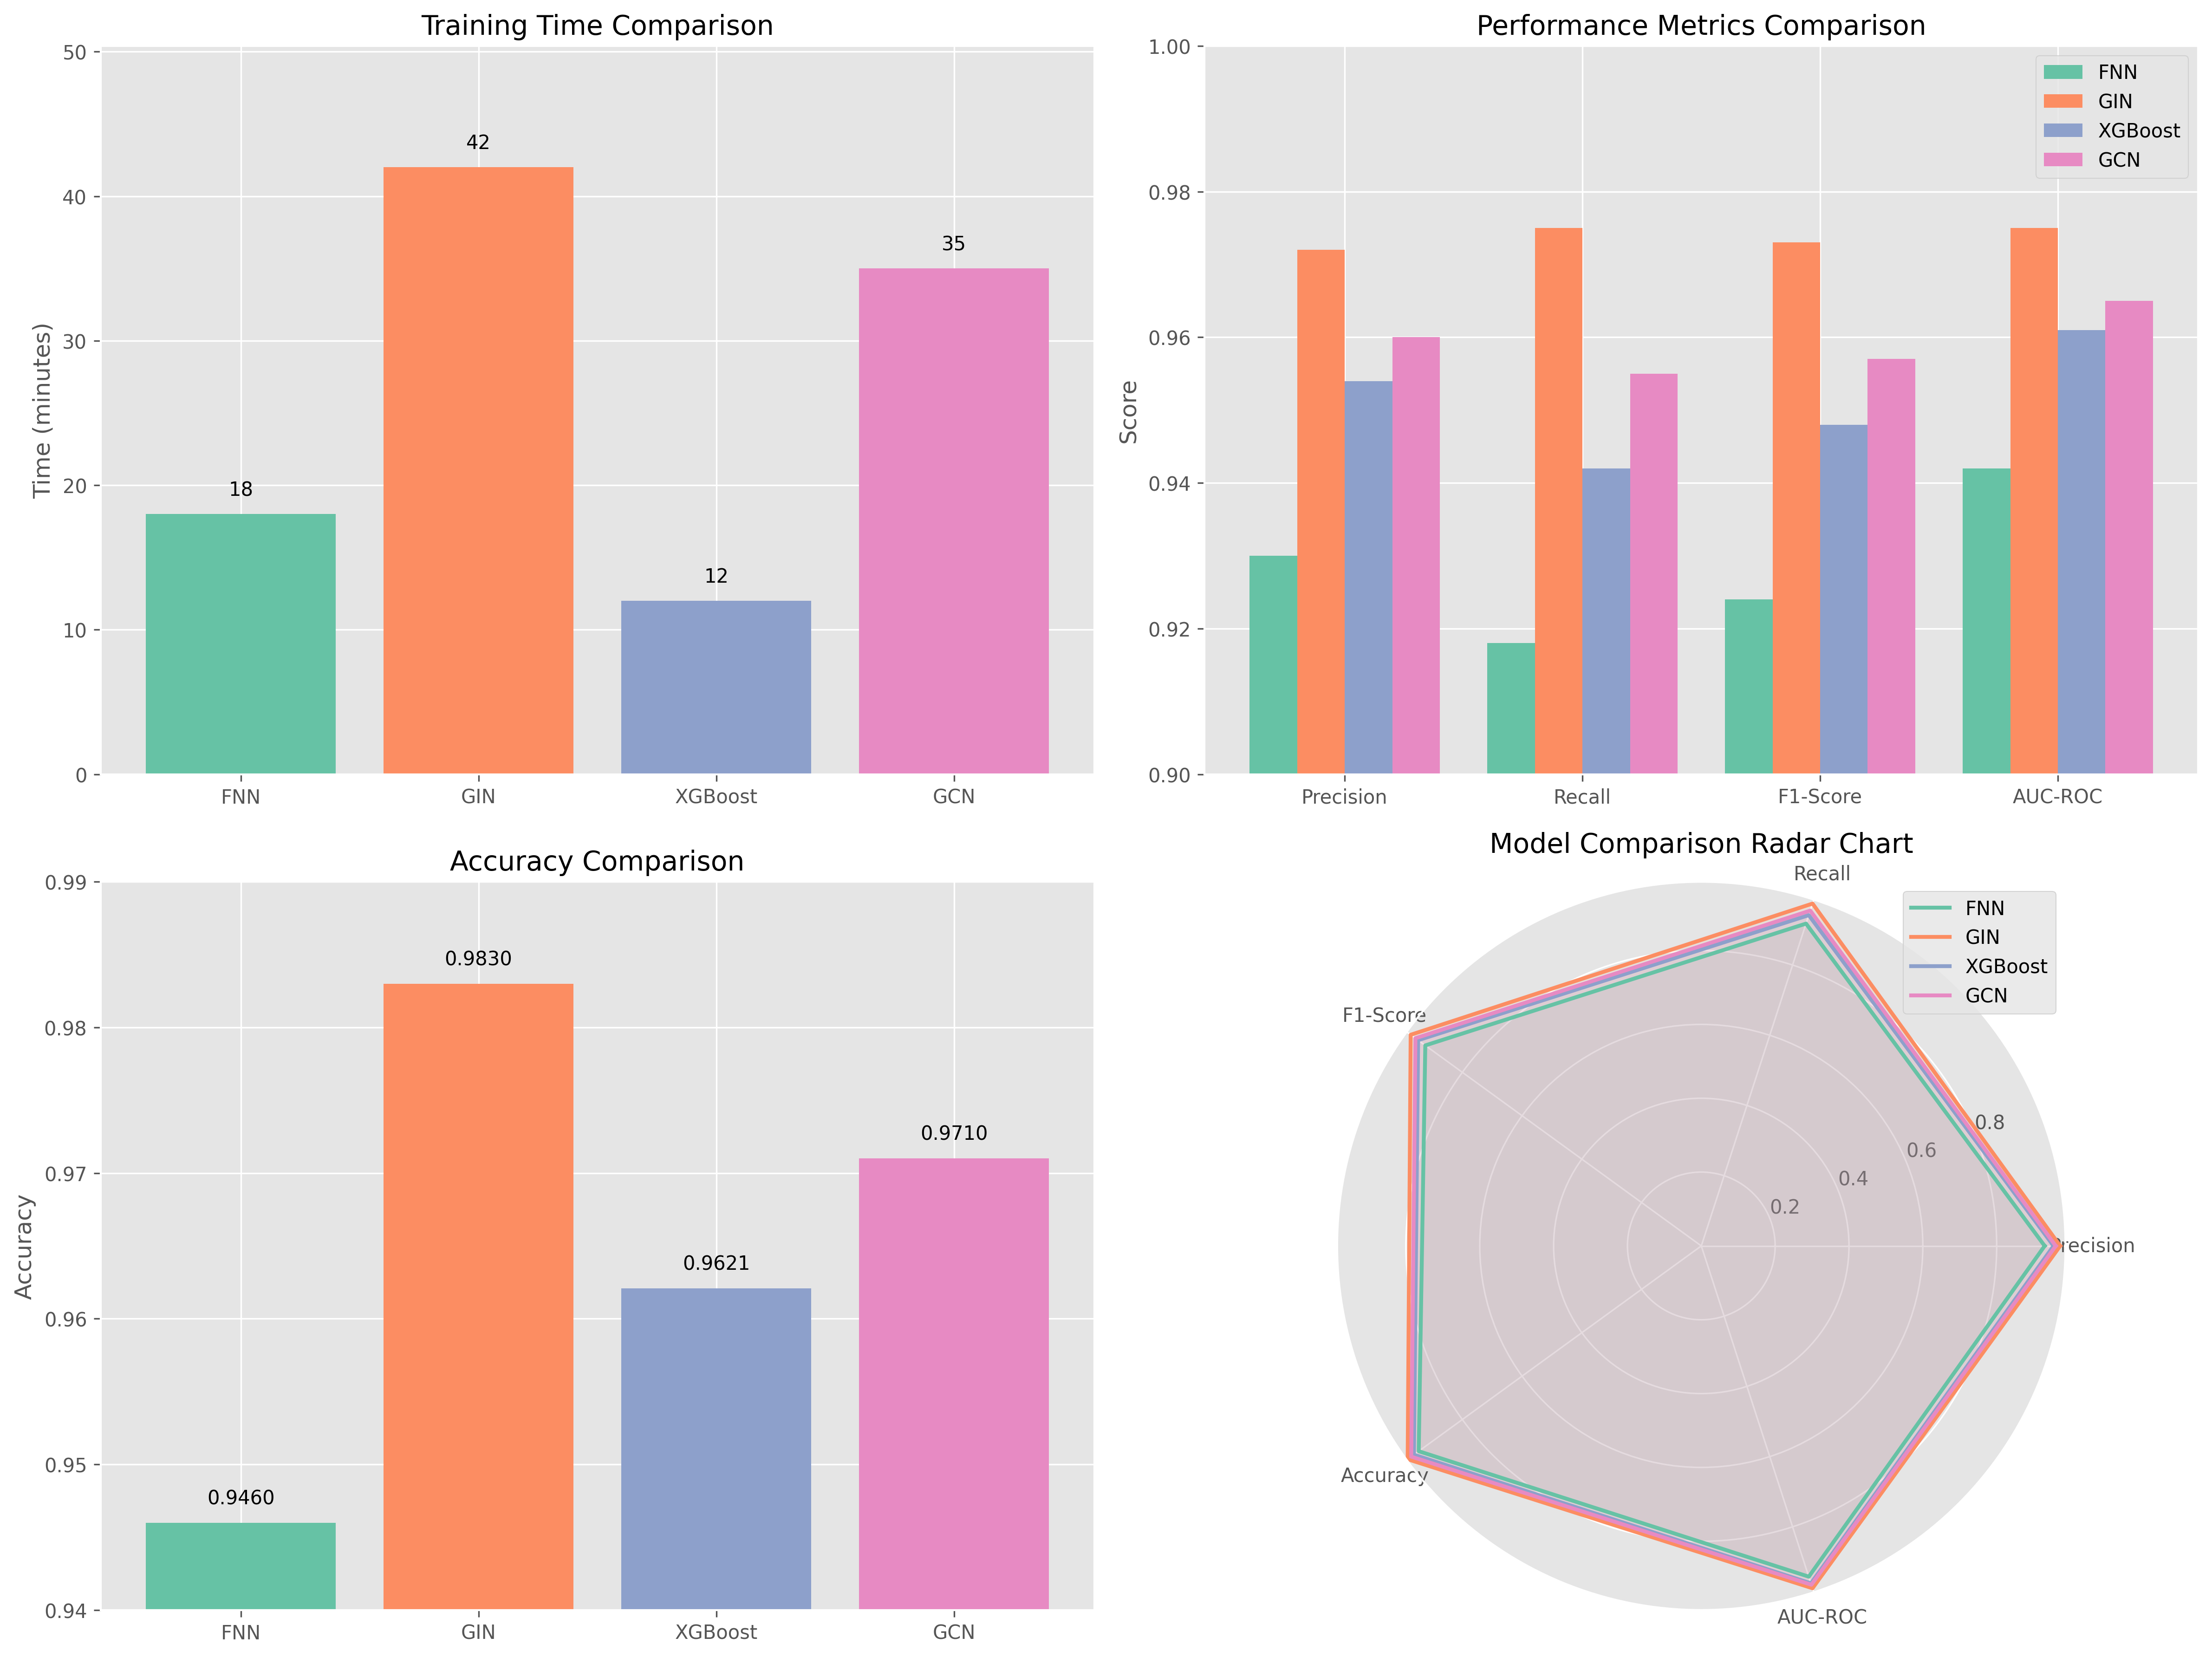 Training Time Comparison
50
40
30
20
10
0
Time (minutes)
18
42
12
35
FNN
GIN
XGBoost
GCN
Performance Metrics Comparison
1.00
0.98
0.96
0.94
0.92
0.90
Score
FNN
GIN
XGBoost
GCN
Precision
Recall
F1-Score
AUC-ROC
Accuracy Comparison
0.99
0.98
0.97
0.96
0.95
0.94
Accuracy
0.9460
0.9830
0.9621
0.9710
FNN
GIN
XGBoost
GCN
Model Comparison Radar Chart
Recall
FNN
GIN
XGBoost
GCN
F1-Score
0.8
0.6
0.4
0.2
Precision
Accuracy
AUC-ROC